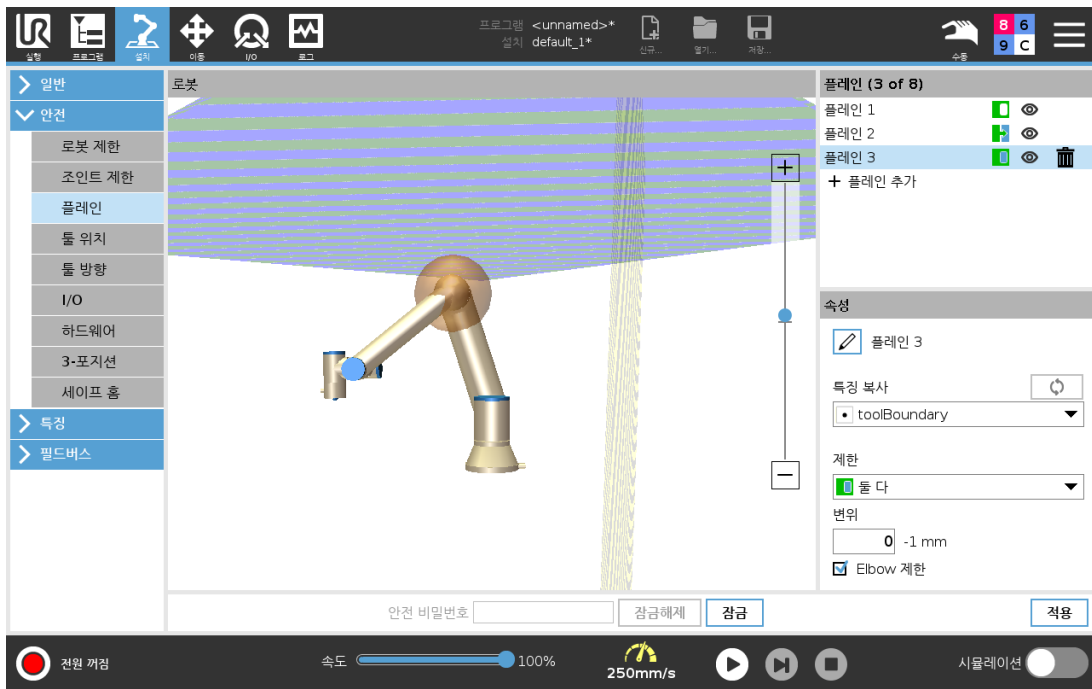 UR
실행
프로그램
설치
이동
I/O
로그
프로그램 <unnamed>*
설치 default_1*
신규...
열기...
저장...
수동
8 6
9 C
일반
안전
로봇 제한
조인트 제한
플레인
툴 위치
툴 방향
I/O
하드웨어
3-포지션
세이프 홈
특징
필드버스
로봇
플레인 (3 of 8)
플레인 1
플레인 2
플레인 3
+ 플레인 추가
속성
플레인 3
특징 복사
toolBoundary
제한
둘 다
변위
0 -1 mm
Elbow 제한
안전 비밀번호
잠금해제
잠금
적용
전원 꺼짐
속도
100%
250mm/s
시뮬레이션